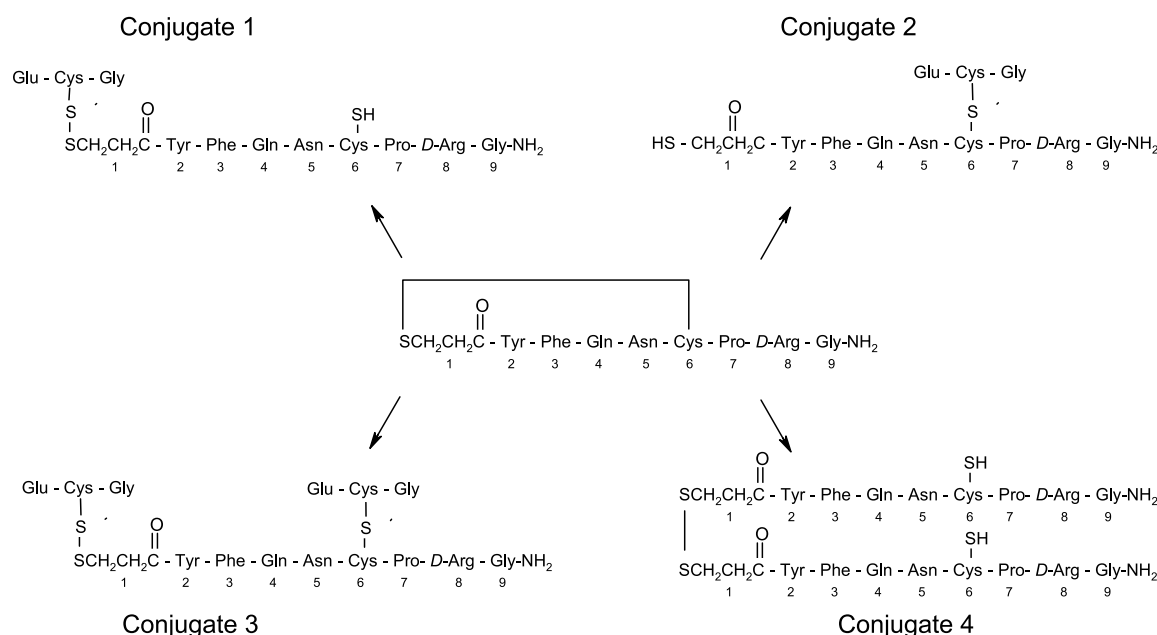 Conjugate 1
Conjugate 2
Glu - Cys - Gly
S
O
SH
SCH2CH2C - Tyr - Phe - Gln - Asn - Cys - Pro- D-Arg - Gly-NH2
1 2 3 4 5 6 7 8 9
Glu - Cys - Gly
O
S
HS - CH2CH2C - Tyr - Phe - Gln - Asn - Cys - Pro- D-Arg - Gly-NH2
1 2 3 4 5 6 7 8 9
O
SCH2CH2C - Tyr - Phe - Gln - Asn - Cys - Pro- D-Arg - Gly-NH2
1 2 3 4 5 6 7 8 9
Glu - Cys - Gly
Glu - Cys - Gly
S
O
S
SCH2CH2C - Tyr - Phe - Gln - Asn - Cys - Pro- D-Arg - Gly-NH2
1 2 3 4 5 6 7 8 9
O
SH
SCH2CH2C - Tyr - Phe - Gln - Asn - Cys - Pro- D-Arg - Gly-NH2
1 2 3 4 5 6 7 8 9
O
SH
SCH2CH2C - Tyr - Phe - Gln - Asn - Cys - Pro- D-Arg - Gly-NH2
1 2 3 4 5 6 7 8 9
Conjugate 3
Conjugate 4